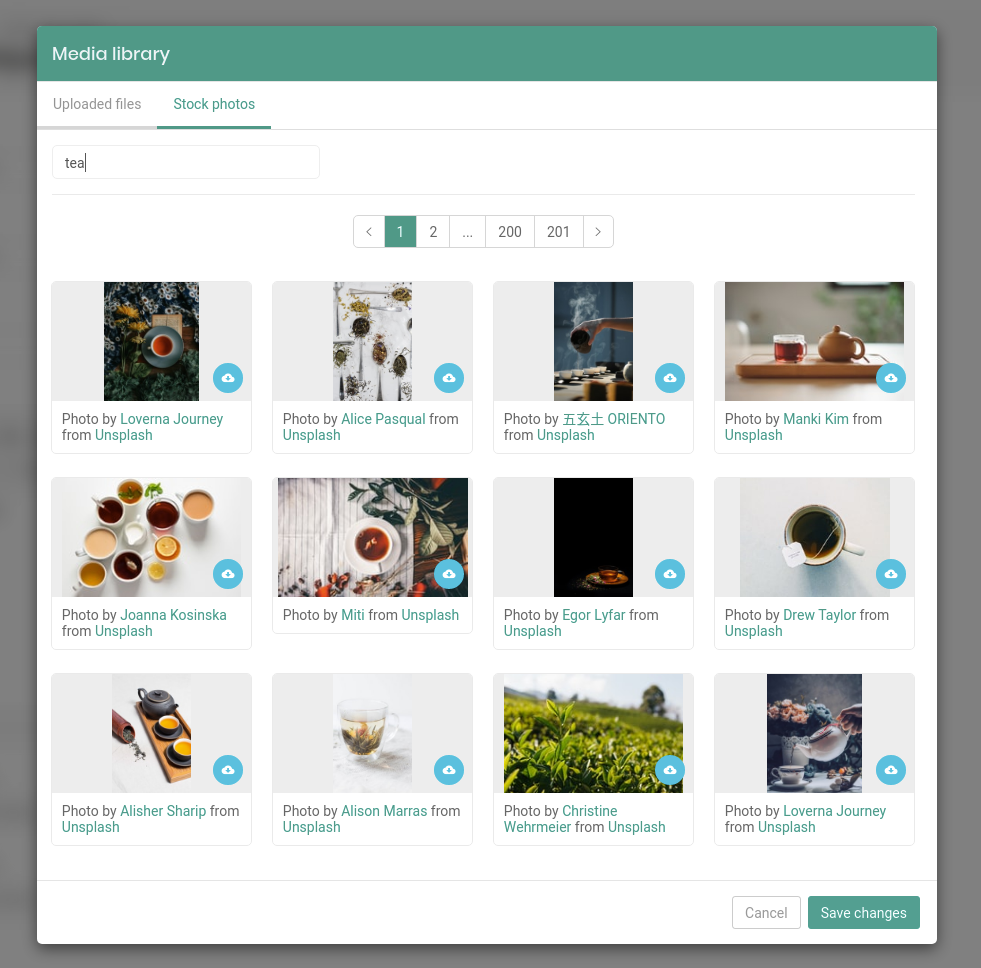 Media library
Uploaded files
Stock photos
tea
1
2
...
200
201
Photo by Loverna Journey
from Unsplash
Photo by Alice Pasqual from
Unsplash
Photo by 五玄土 ORIENTO
from Unsplash
Photo by Manki Kim from
Unsplash
Photo by Joanna Kosinska
from Unsplash
Photo by Miti from Unsplash
Photo by Egor Lyfar from
Unsplash
Photo by Drew Taylor from
Unsplash
Photo by Alisher Sharip from
Unsplash
Photo by Alison Marras from
Unsplash
Photo by Christine
Wehrmeier from Unsplash
Photo by Loverna Journey
from Unsplash
Cancel
Save changes